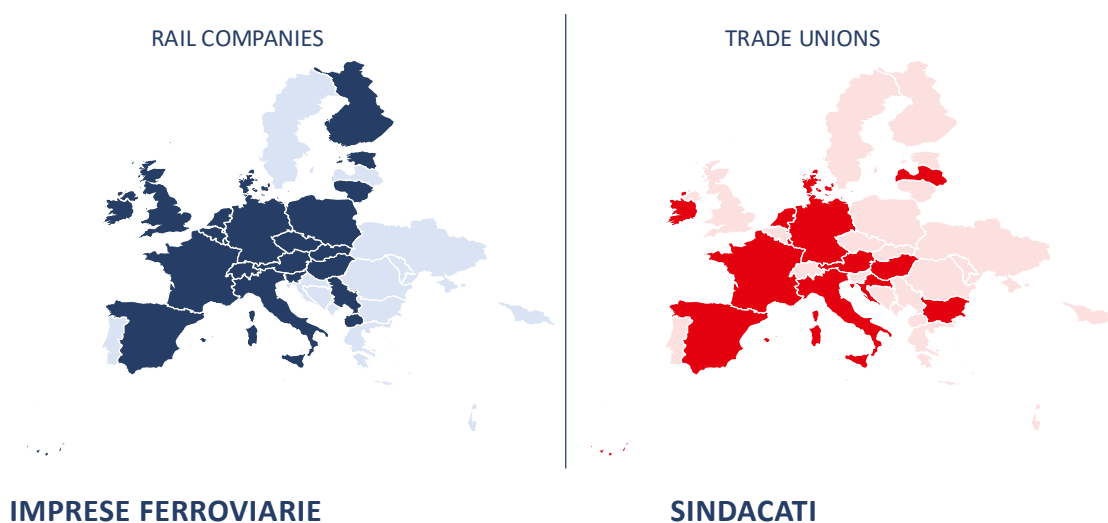 RAIL COMPANIES
TRADE UNIONS
IMPRESE FERROVIARIE
SINDACATI